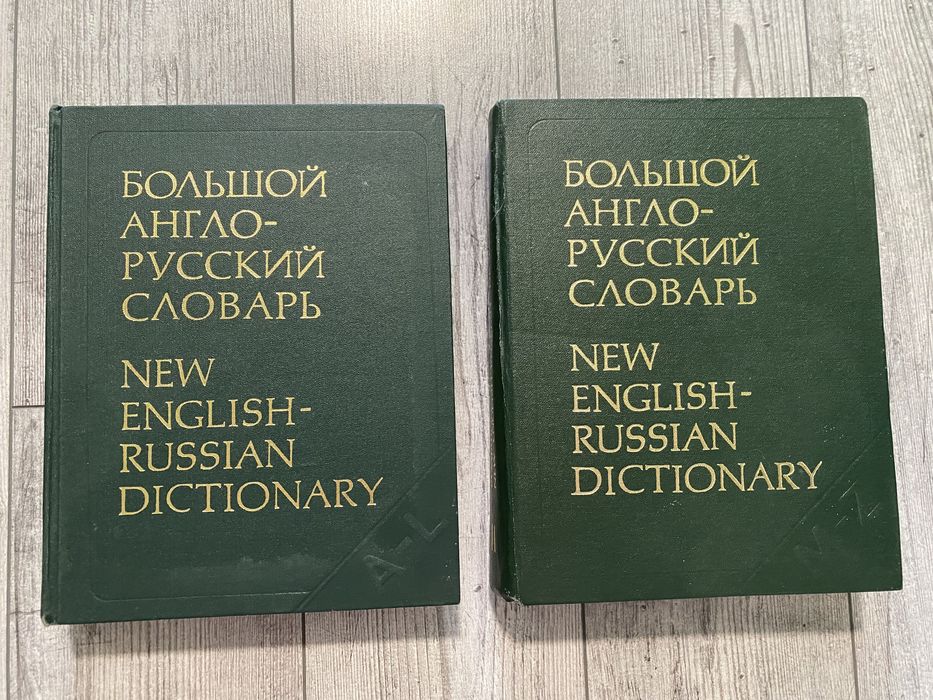 БОЛЬШОЙ
АНГЛО-
РУССКИЙ
СЛОВАРЬ
NEW
ENGLISH-
RUSSIAN
DICTIONARY
A-L
БОЛЬШОЙ
АНГЛО-
РУССКИЙ
СЛОВАРЬ
NEW
ENGLISH-
RUSSIAN
DICTIONARY
M-Z